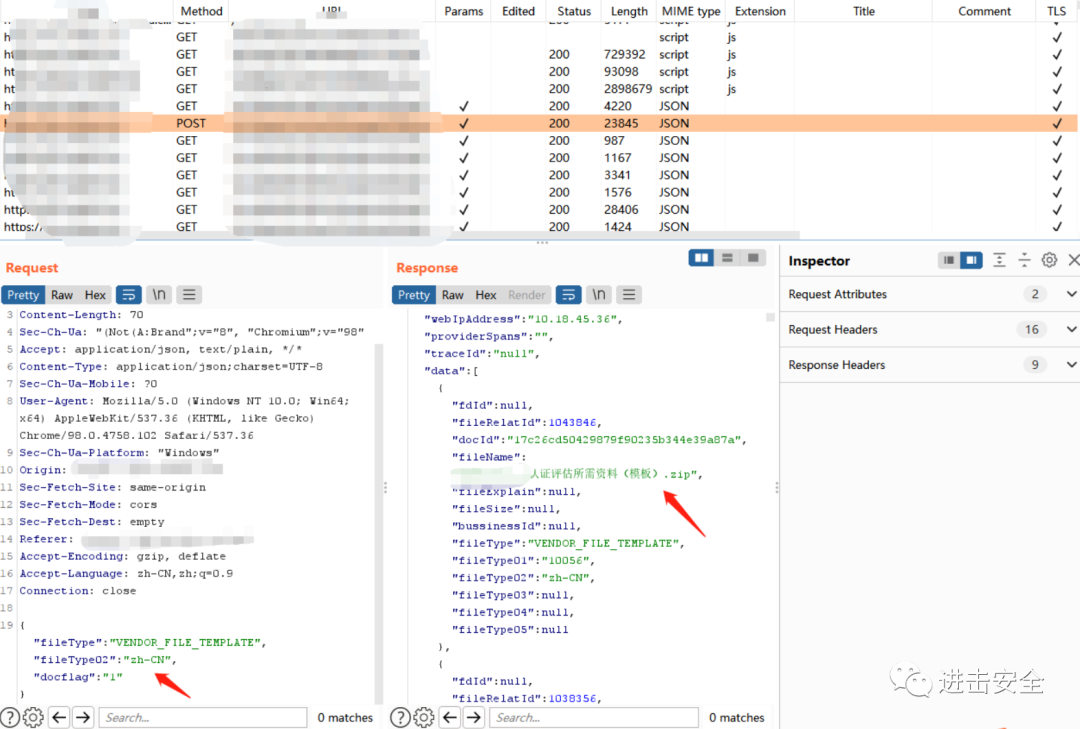 Method URL Params Edited Status Length MIME type Extension Title Comment TLS
GET script js
GET 200 729392 script js
GET 200 93098 script js
GET 200 2898679 script js
GET ✓ 200 4220 JSON ✓
POST ✓ 200 23845 JSON ✓
GET ✓ 200 987 JSON ✓
GET ✓ 200 1167 JSON ✓
GET ✓ 200 3341 JSON ✓
GET ✓ 200 1576 JSON ✓
GET ✓ 200 28406 JSON ✓
https:// GET ✓ 200 1424 JSON ✓
Request
Pretty Raw Hex \n
3 Content-Length: 70
4 Sec-Ch-Ua: "(Not(A:Brand";v="8", "Chromium";v="98"
5 Accept: application/json, text/plain, */*
6 Content-Type: application/json;charset=UTF-8
7 Sec-Ch-Ua-Mobile: ?0
8 User-Agent: Mozilla/5.0 (Windows NT 10.0; Win64;
x64) AppleWebKit/537.36 (KHTML, like Gecko)
Chrome/98.0.4758.102 Safari/537.36
9 Sec-Ch-Ua-Platform: "Windows"
10 Origin:
11 Sec-Fetch-Site: same-origin
12 Sec-Fetch-Mode: cors
13 Sec-Fetch-Dest: empty
14 Referer:
15 Accept-Encoding: gzip, deflate
16 Accept-Language: zh-CN,zh;q=0.9
17 Connection: close
18
19 {
"fileType":"VENDOR_FILE_TEMPLATE",
"fileType02":"zh-CN",
"docflag":"1"
}
Search... 0 matches
Response
Pretty Raw Hex Render \n
"webIpAddress":"10.18.45.36",
"providerSpans":"",
"traceId":"null",
"data":[
{
"fdId":null,
"fileRelatId":1043846,
"docId":"17c26cd50429879f90235b344e39a87a",
"fileName":
认证评估所需资料（模板）.zip",
"fileExplain":null,
"fileSize":null,
"bussinessId":null,
"fileType":"VENDOR_FILE_TEMPLATE",
"fileType01":"10056",
"fileType02":"zh-CN",
"fileType03":null,
"fileType04":null,
"fileType05":null
},
{
"fdId":null,
"fileRelatId":1038356,
Search... 0 matches
Inspector
Request Attributes 2
Request Headers 16
Response Headers 9
进击安全